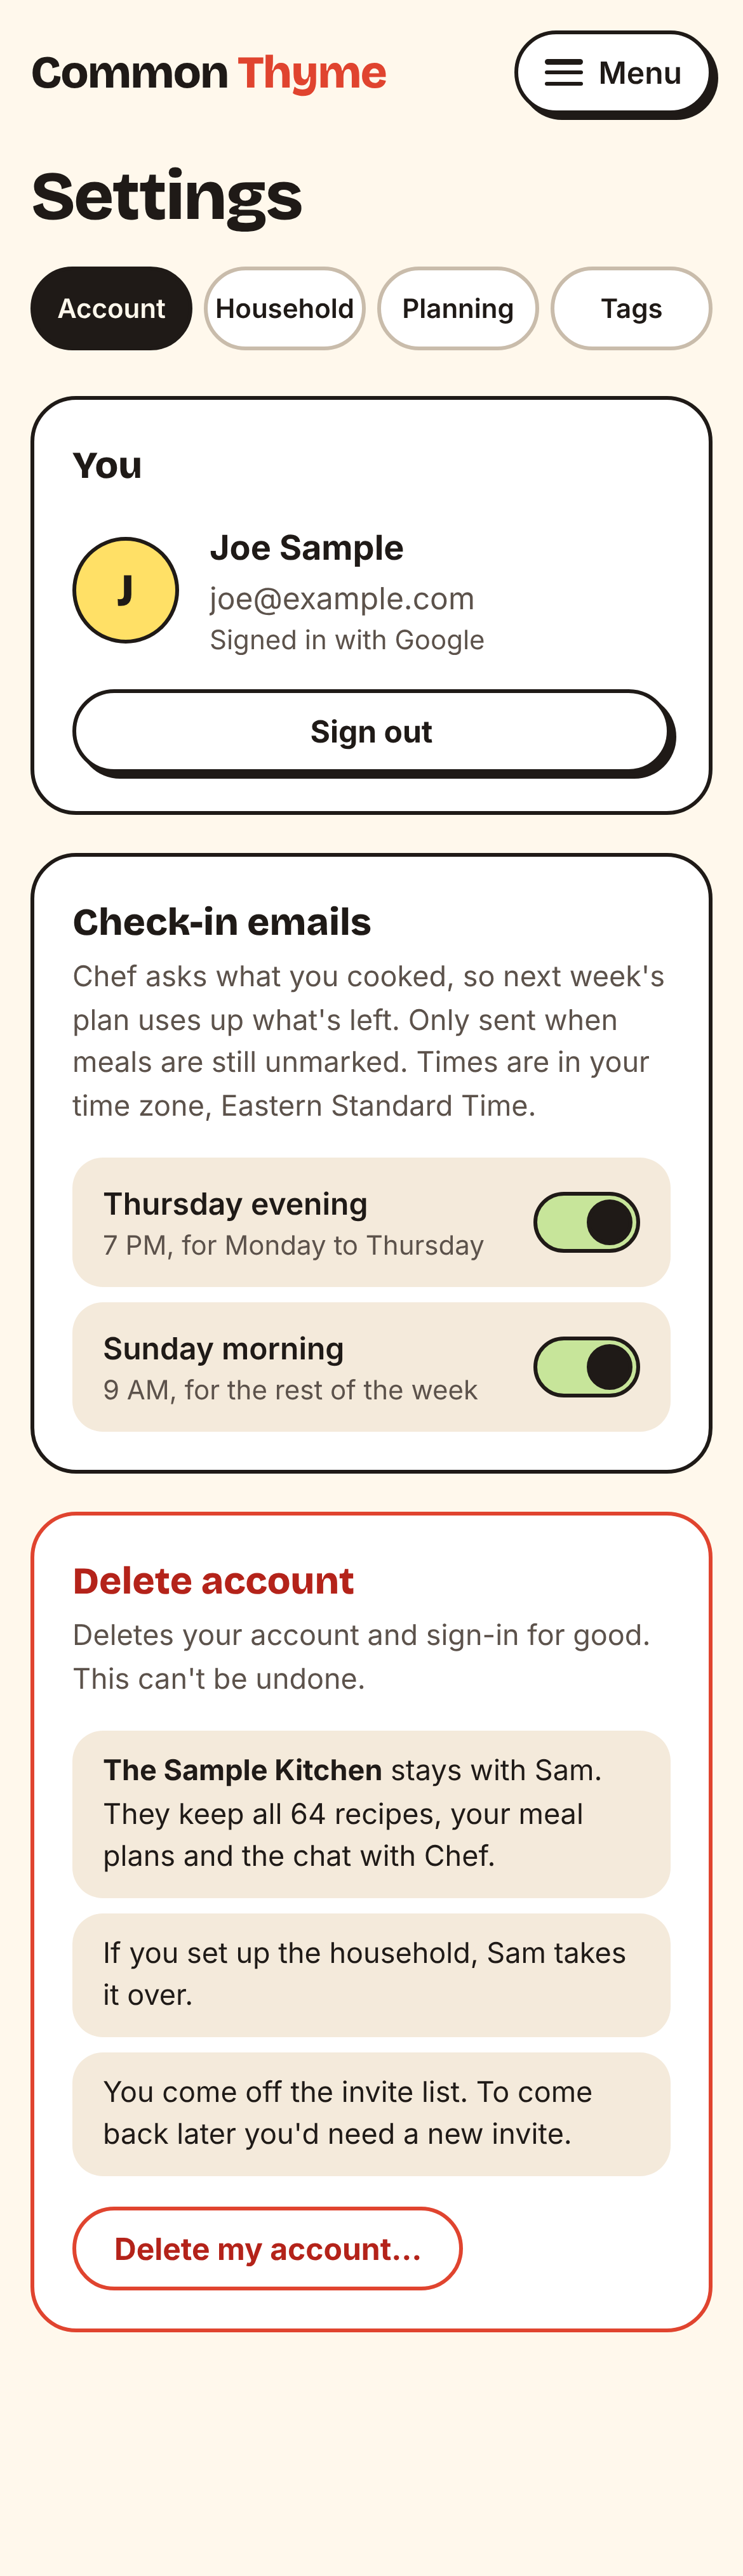 Common Thyme
Menu
Settings
Account
Household
Planning
Tags
You
J
Joe Sample
joe@example.com
Signed in with Google
Sign out
Check-in emails
Chef asks what you cooked, so next week's
plan uses up what's left. Only sent when
meals are still unmarked. Times are in your
time zone, Eastern Standard Time.
Thursday evening
7 PM, for Monday to Thursday
Sunday morning
9 AM, for the rest of the week
Delete account
Deletes your account and sign-in for good.
This can't be undone.
The Sample Kitchen stays with Sam.
They keep all 64 recipes, your meal
plans and the chat with Chef.
If you set up the household, Sam takes
it over.
You come off the invite list. To come
back later you'd need a new invite.
Delete my account...